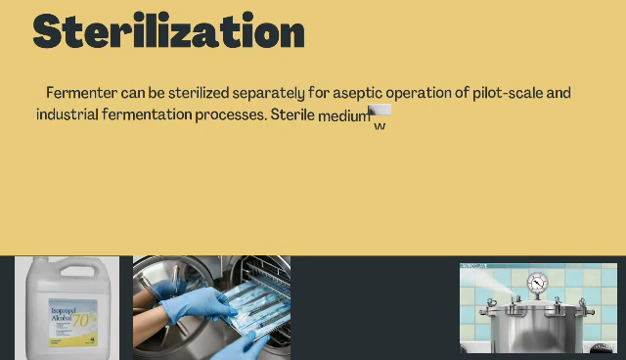 Sterilization
Fermenter can be sterilized separately for aseptic operation of pilot-scale and
industrial fermentation processes. Sterile medium
w
Isopropyl
Alcohol 70%